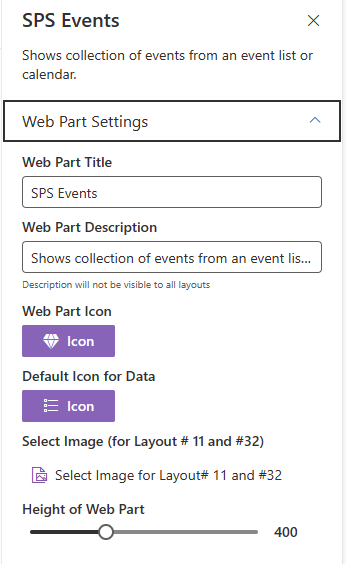 SPS Events
Shows collection of events from an event list or
calendar.
Web Part Settings
Web Part Title
SPS Events
Web Part Description
Shows collection of events from an event lis...
Description will not be visible to all layouts
Web Part Icon
Icon
Default Icon for Data
Icon
Select Image (for Layout # 11 and #32)
Select Image for Layout# 11 and #32
Height of Web Part
400